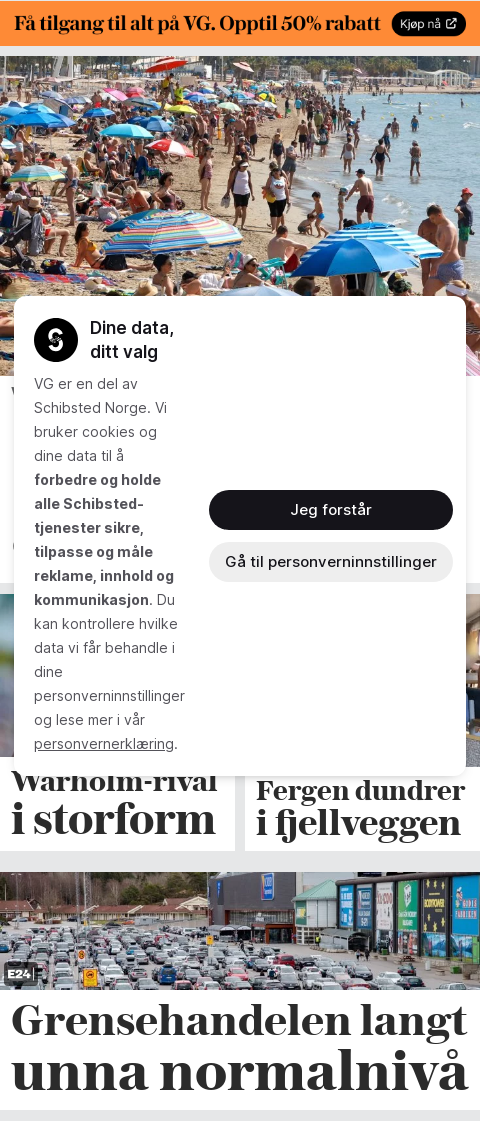 Få tilgang til alt på VG. Opptil 50% rabatt
Kjøp nå
Dine data,
ditt valg
VG er en del av
Schibsted Norge. Vi
bruker cookies og
dine data til å
forbedre og holde
alle Schibsted-
tjenester sikre,
tilpasse og måle
reklame, innhold og
kommunikasjon. Du
kan kontrollere hvilke
data vi får behandle i
dine
personverninnstillinger
og lese mer i vår
personvernerklæring.
Jeg forstår
Gå til personverninnstillinger
Warholm-rival
i storform
Fergen dundrer
i fjellveggen
E24
Grensehandelen langt
unna normalnivå